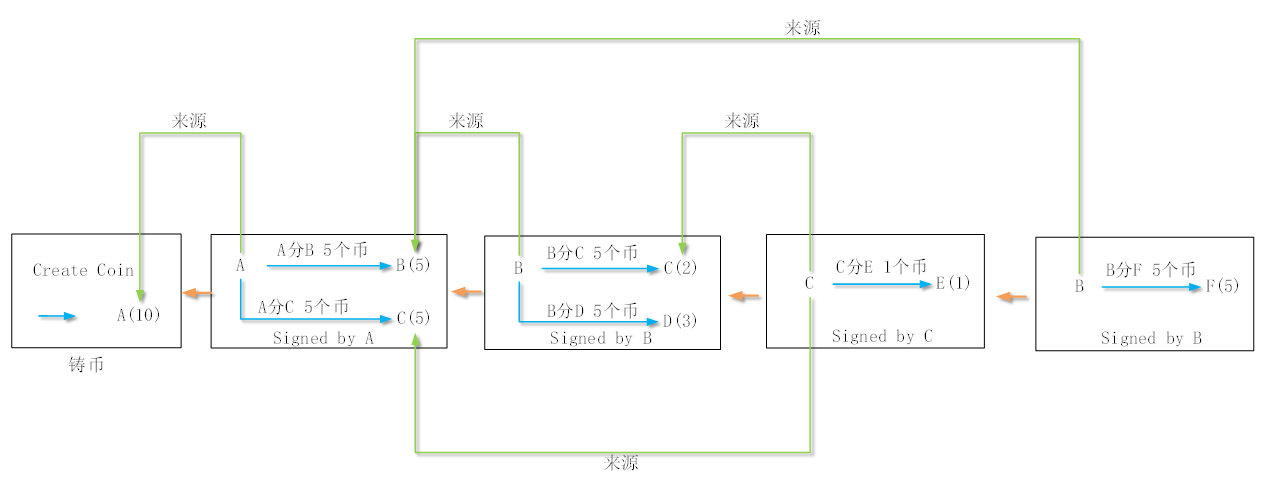 来源
来源
来源
来源
Create Coin
A(10)
铸币
A
A分B 5个币
B(5)
A分C 5个币
C(5)
Signed by A
B
B分C 5个币
C(2)
B分D 5个币
D(3)
Signed by B
C
C分E 1个币
E(1)
Signed by C
B
B分F 5个币
F(5)
Signed by B
来源